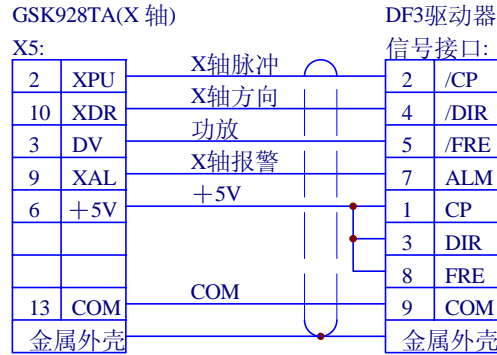 GSK928TA(X 轴) DF3驱动器
X5: 信号接口:
2 XPU X轴脉冲 2 /CP
10 XDR X轴方向 4 /DIR
3 DV 功放 5 /FRE
9 XAL X轴报警 7 ALM
6 +5V +5V 1 CP
3 DIR
8 FRE
13 COM COM 9 COM
金属外壳 金属外壳